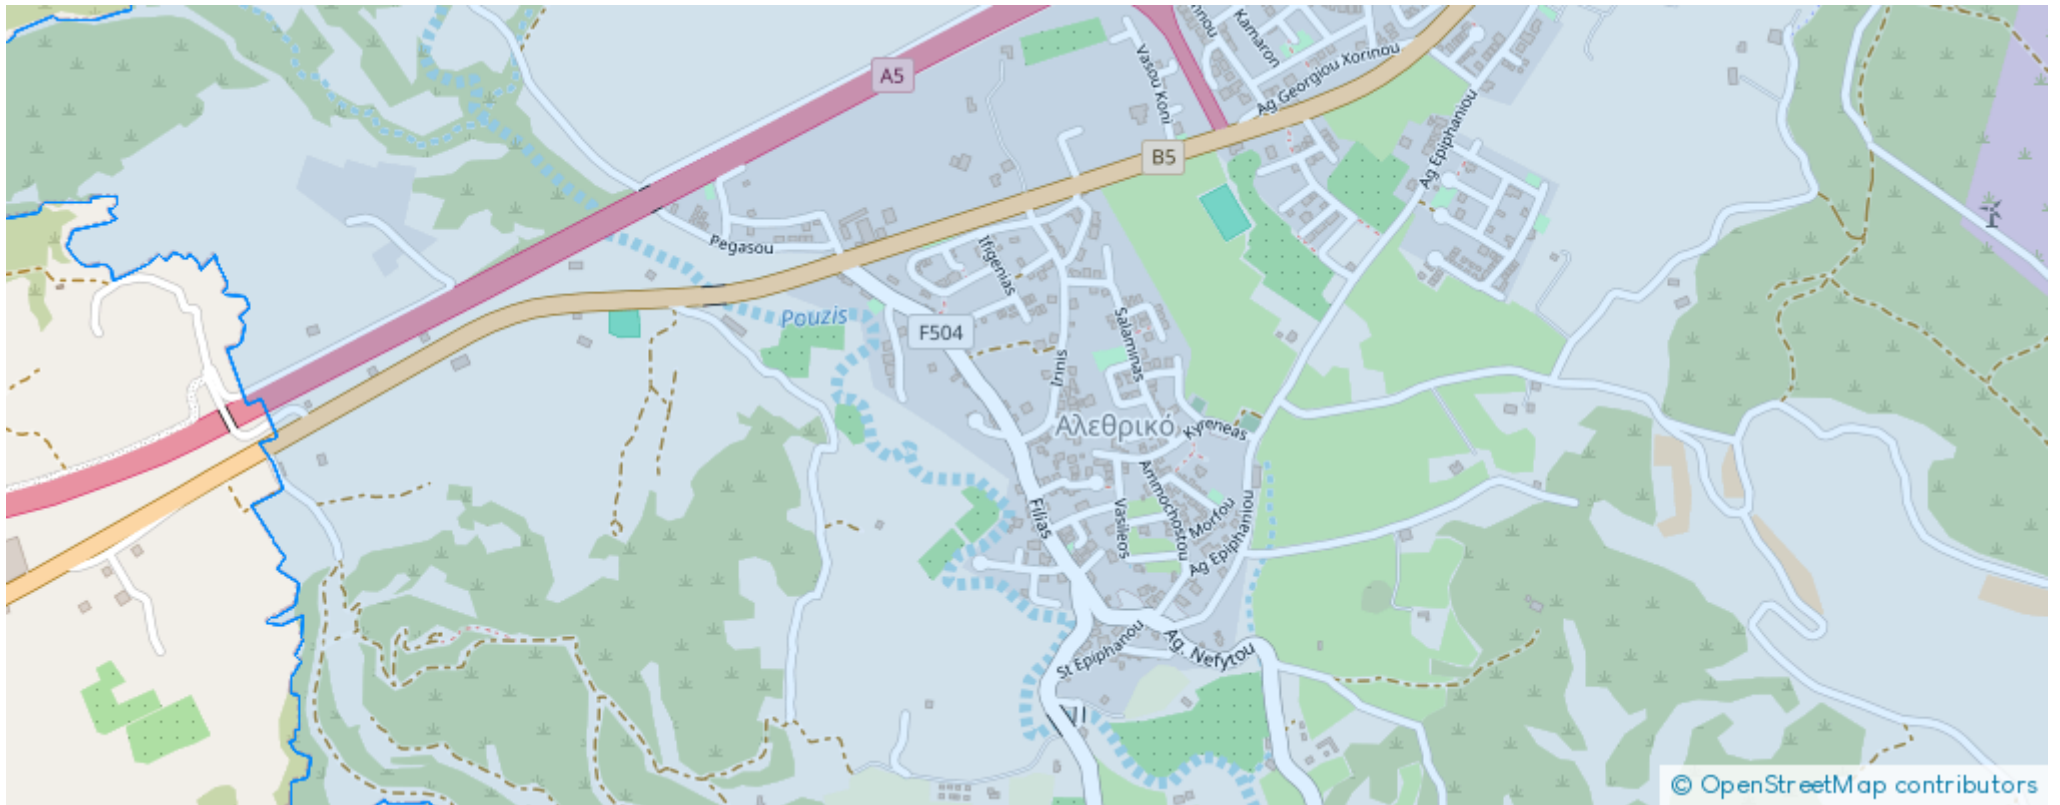 Kamaron
Vasou Koni
Ag Georgiou Xorinou
A5
B5
Ag Epiphaniou
Pegasou
Ifigenias
Pouzis
F504
Salaminas
Irinis
Αλεθρικό
Kyreneas
Ammochostou
Vasileos
Morfou
Filias
Ag Epiphaniou
St Epiphanou
Ag. Nefytou
© OpenStreetMap contributors